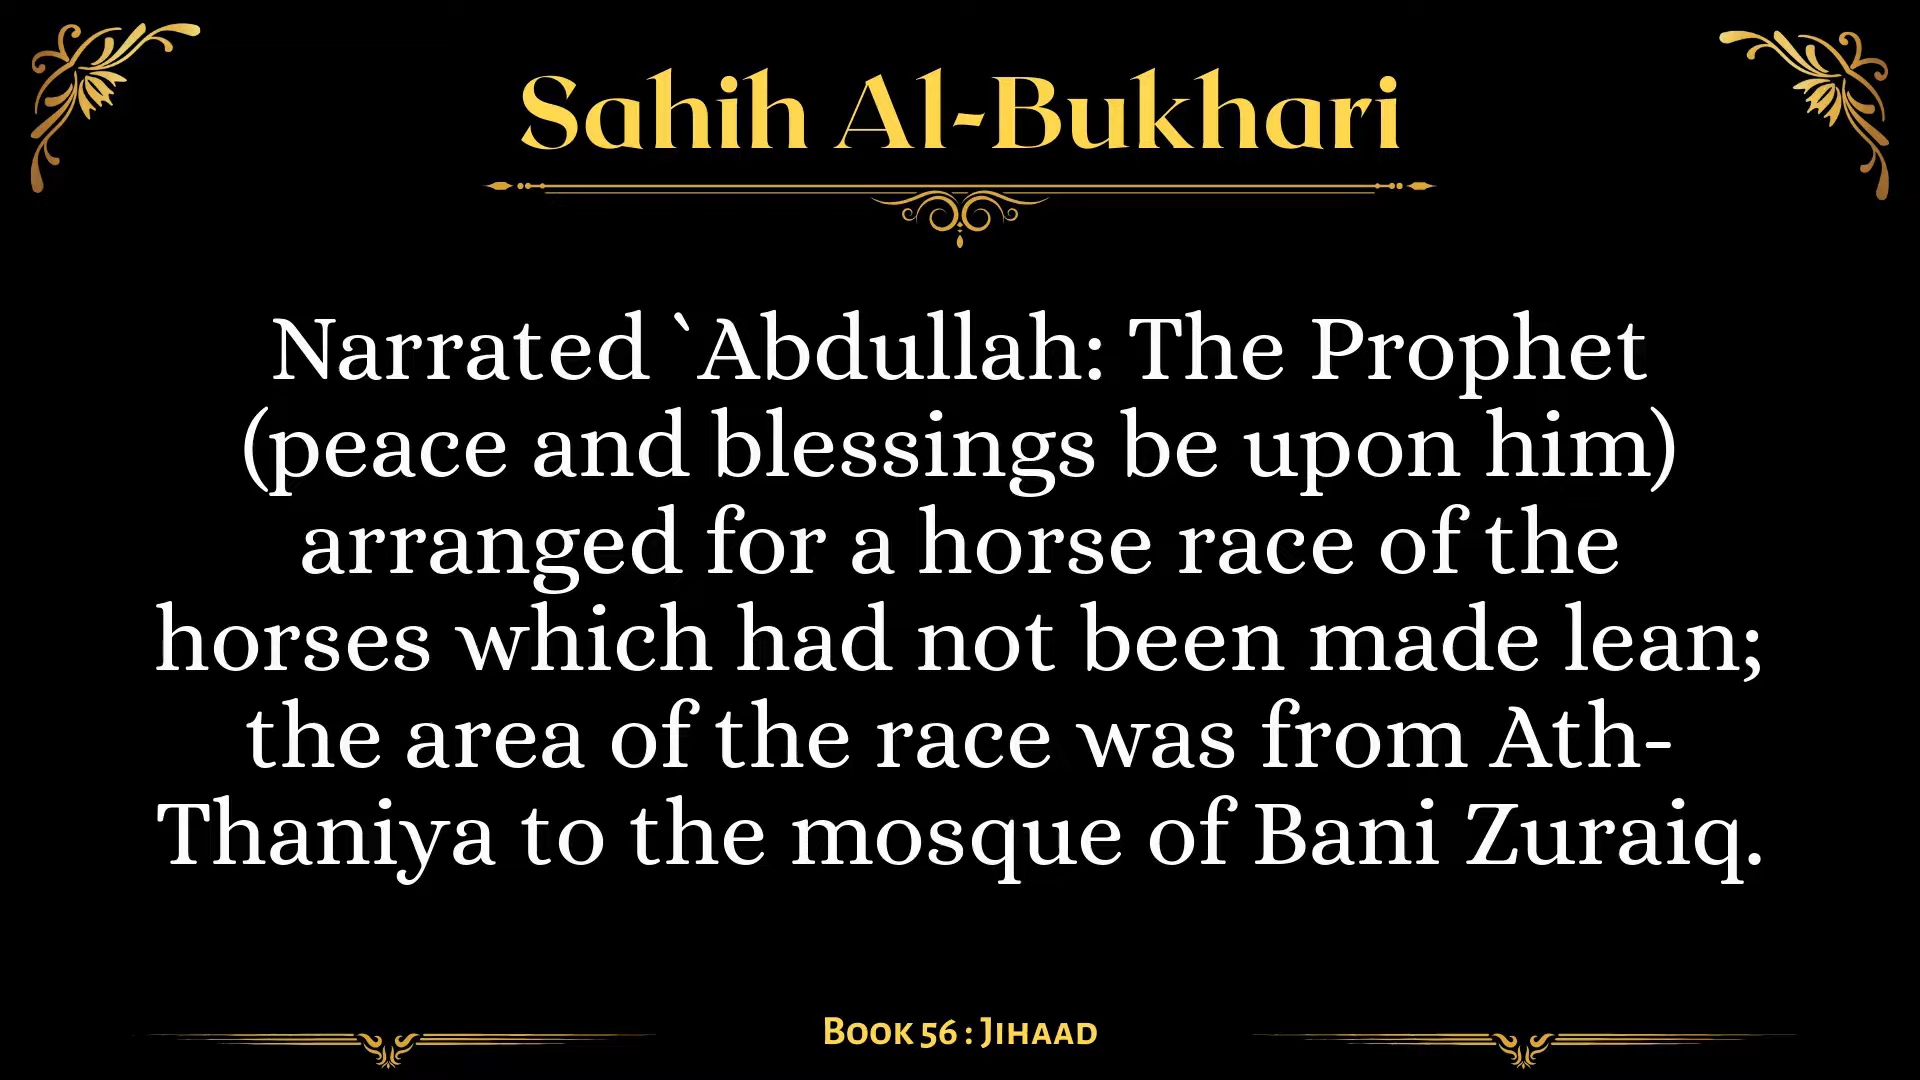 Sahih Al-Bukhari
Narrated `Abdullah: The Prophet
(peace and blessings be upon him)
arranged for a horse race of the
horses which had not been made lean;
the area of the race was from Ath-
Thaniya to the mosque of Bani Zuraiq.
Book 56 : Jihaad